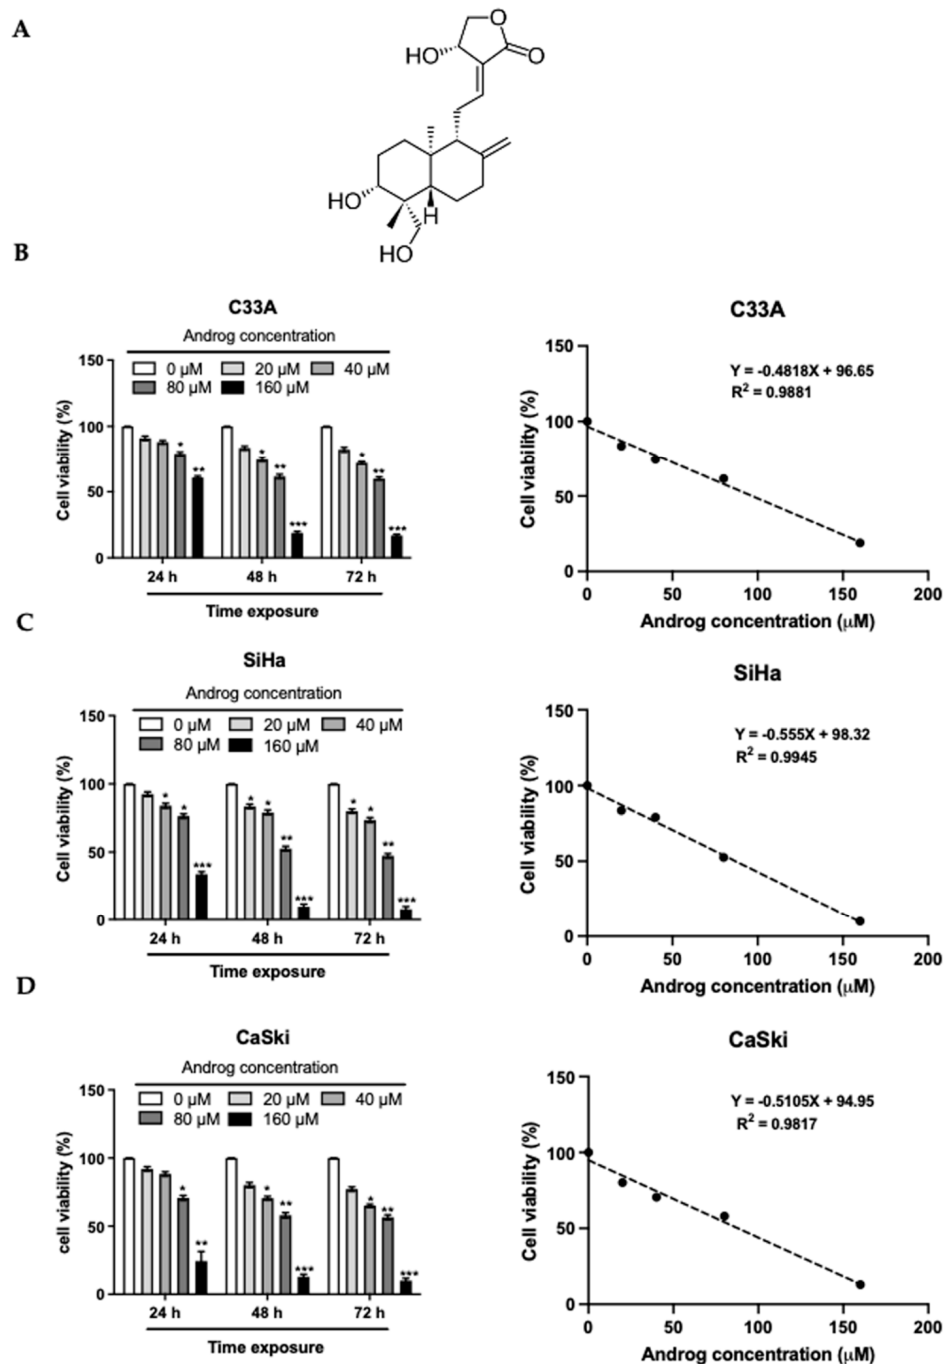 A
O
HO
O
HO
H
HO
B
C33A
Androg concentration
0 µM 20 µM 40 µM
80 µM 160 µM
Cell viability (%)
150
100
50
0
* ** * ** *** * ** ***
24 h 48 h 72 h
Time exposure
C33A
Y = -0.4818X + 96.65
R² = 0.9881
Cell viability (%)
150
100
50
0
0 50 100 150 200
Androg concentration (µM)
C
SiHa
Androg concentration
0 µM 20 µM 40 µM
80 µM 160 µM
Cell viability (%)
150
100
50
0
* * *** * * ** *** * * ** ***
24 h 48 h 72 h
Time exposure
SiHa
Y = -0.555X + 98.32
R² = 0.9945
Cell viability (%)
150
100
50
0
0 50 100 150 200
Androg concentration (µM)
D
CaSki
Androg concentration
0 µM 20 µM 40 µM
80 µM 160 µM
cell viability (%)
150
100
50
0
* ** * ** *** * ** ***
24 h 48 h 72 h
Time exposure
CaSki
Y = -0.5105X + 94.95
R² = 0.9817
Cell viability (%)
150
100
50
0
0 50 100 150 200
Androg concentration (µM)